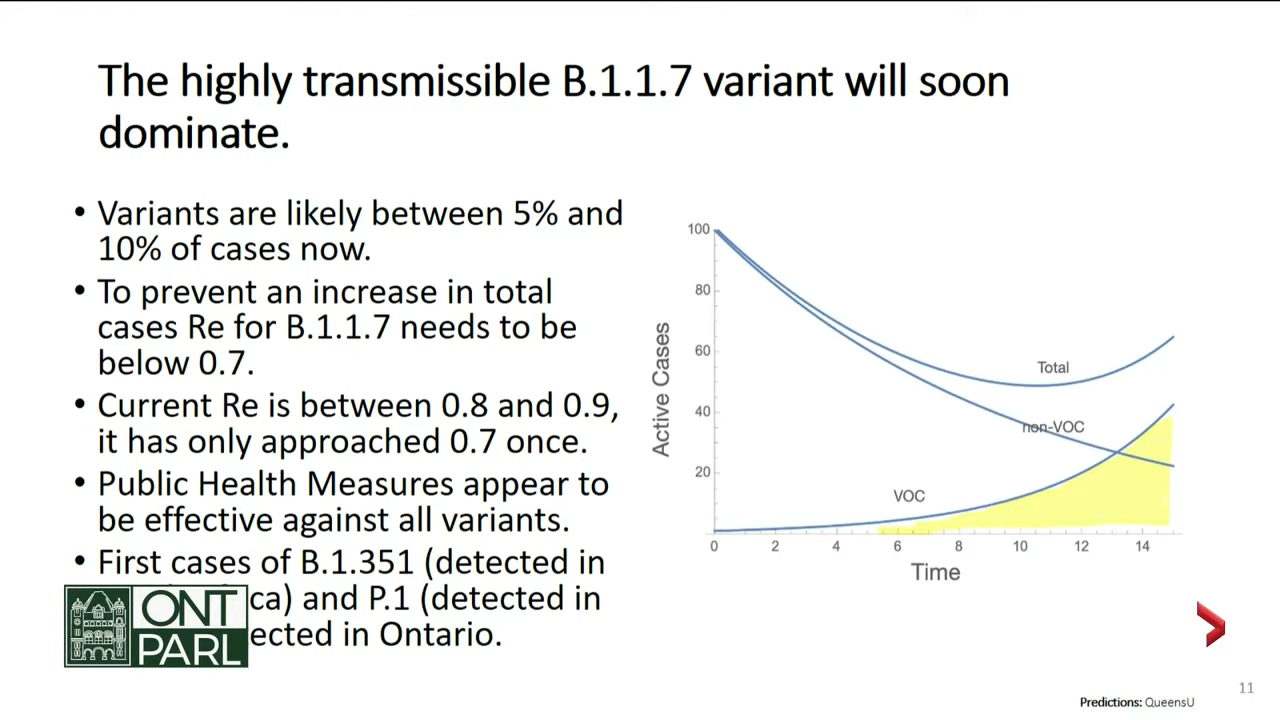 The highly transmissible B.1.1.7 variant will soon
dominate.
• Variants are likely between 5% and
10% of cases now.
• To prevent an increase in total
cases Re for B.1.1.7 needs to be
below 0.7.
• Current Re is between 0.8 and 0.9,
it has only approached 0.7 once.
• Public Health Measures appear to
be effective against all variants.
• First cases of B.1.351 (detected in
ca) and P.1 (detected in
ected in Ontario.
ONT
PARL
Active Cases
100
80
60
40
20
Total
non-VOC
VOC
0 2 4 6 8 10 12 14
Time
11
Predictions: QueensU